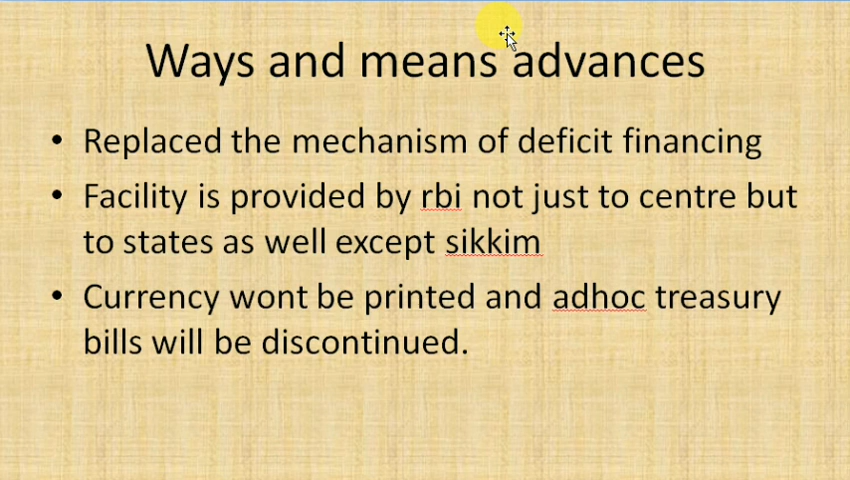 Ways and means advances
• Replaced the mechanism of deficit financing
• Facility is provided by rbi not just to centre but
to states as well except sikkim
• Currency wont be printed and adhoc treasury
bills will be discontinued.